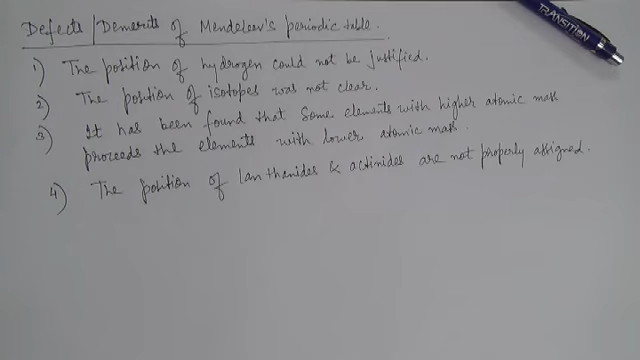 Defects / Demerits of Mendeleev's periodic table.
1) The position of hydrogen could not be justified.
2) The position of isotopes was not clear.
3) It has been found that some elements with higher atomic mass
proceeds the elements with lower atomic mass.
4) The position of lanthanides & actinides are not properly assigned.
TRANSITION